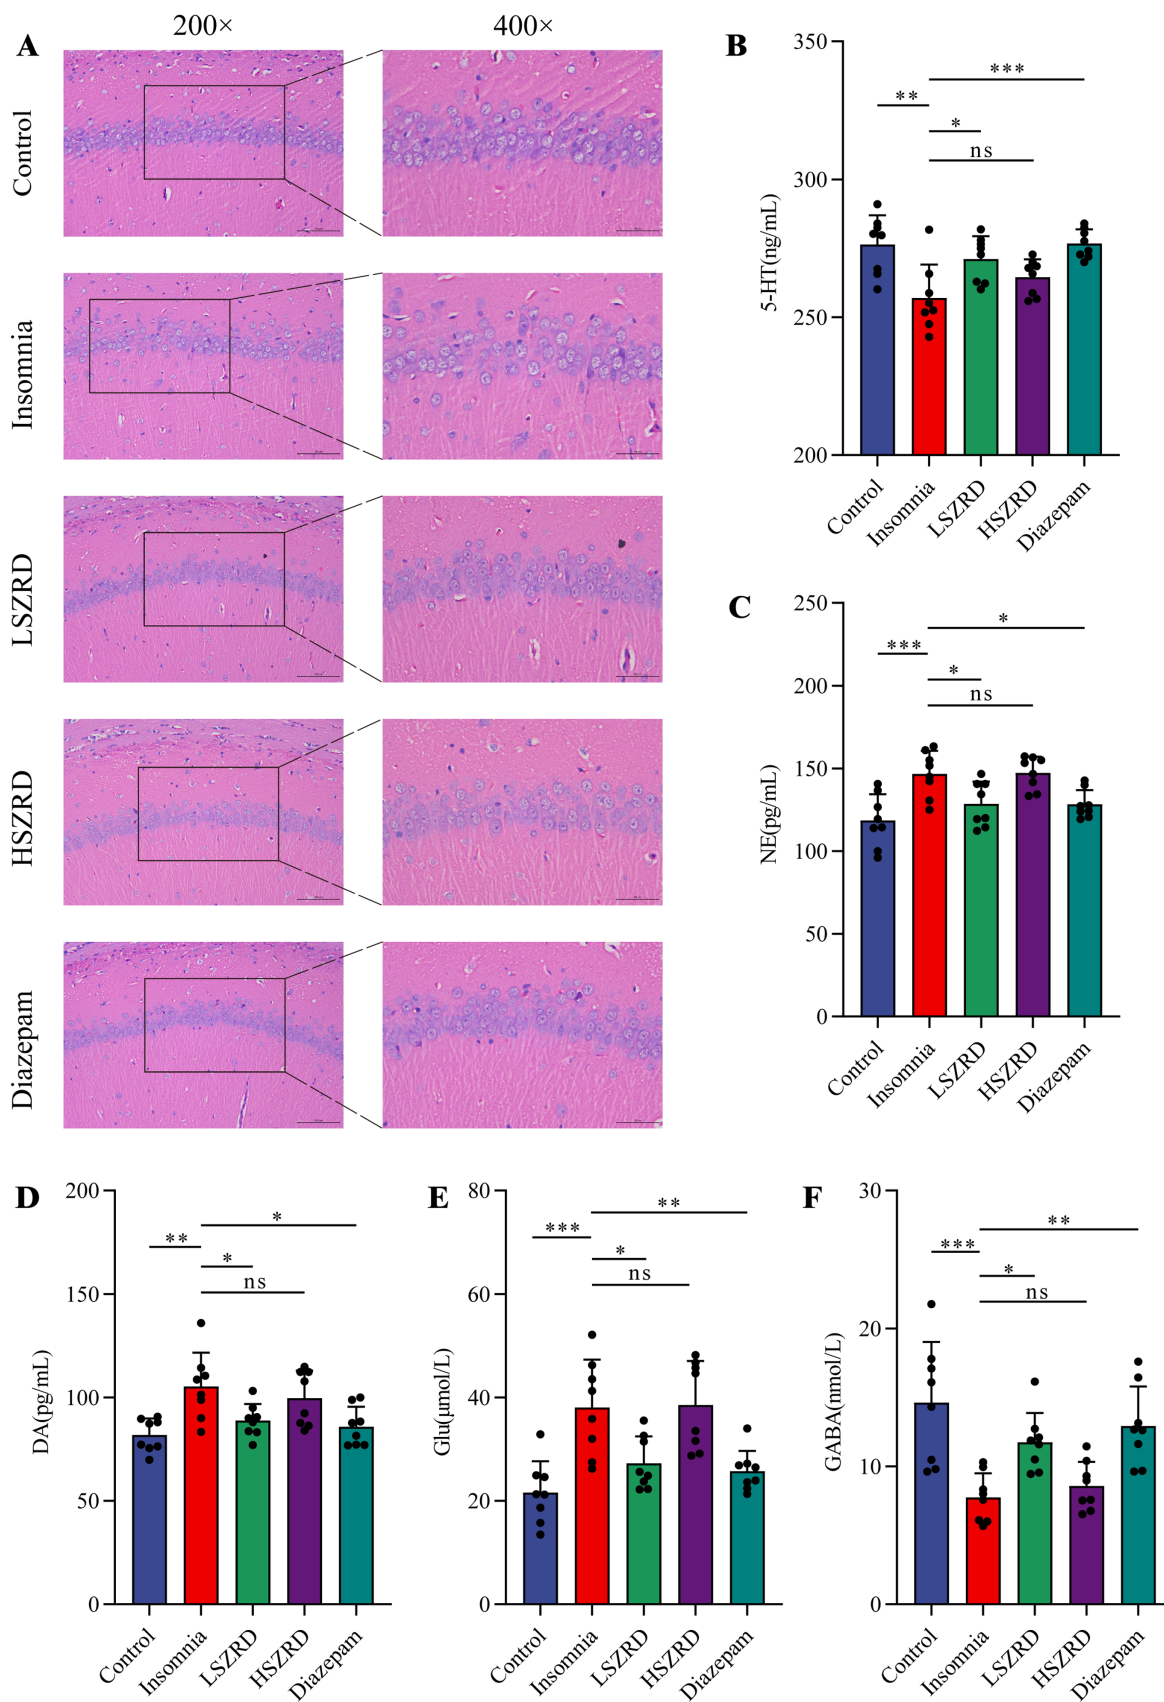 200×
400×
A
Control
Insomnia
LSZRD
HSZRD
Diazepam
B
5-HT(ng/mL)
350
300
250
200
***
**
*
ns
Control
Insomnia
LSZRD
HSZRD
Diazepam
C
NE(pg/mL)
250
200
150
100
50
0
*
***
*
ns
Control
Insomnia
LSZRD
HSZRD
Diazepam
D
DA(pg/mL)
200
150
100
50
0
*
**
*
ns
Control
Insomnia
LSZRD
HSZRD
Diazepam
E
Glu(μmol/L)
80
60
40
20
0
**
***
*
ns
Control
Insomnia
LSZRD
HSZRD
Diazepam
F
GABA(nmol/L)
30
20
10
0
**
***
*
ns
Control
Insomnia
LSZRD
HSZRD
Diazepam